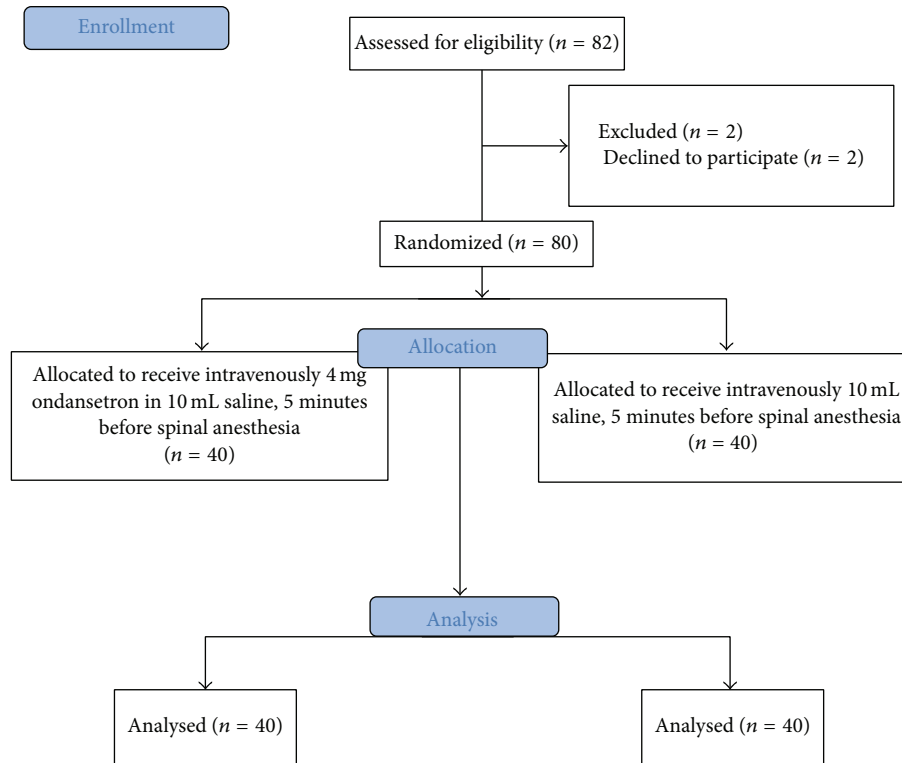 Enrollment
Assessed for eligibility (n = 82)
Excluded (n = 2)
Declined to participate (n = 2)
Randomized (n = 80)
Allocation
Allocated to receive intravenously 4 mg
ondansetron in 10 mL saline, 5 minutes
before spinal anesthesia
(n = 40)
Allocated to receive intravenously 10 mL
saline, 5 minutes before spinal anesthesia
(n = 40)
Analysis
Analysed (n = 40)
Analysed (n = 40)